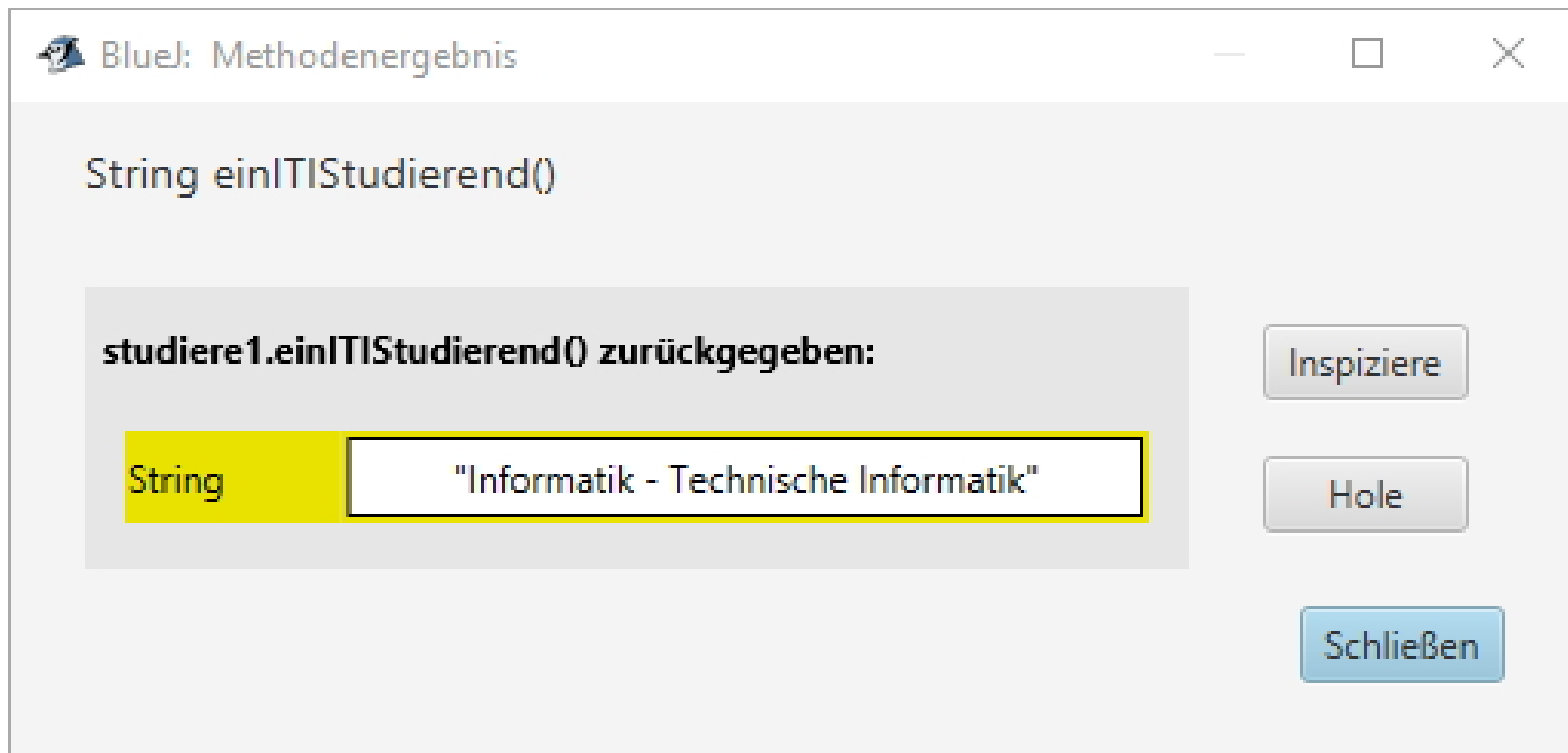 BlueJ: Methodenergebnis
String einITIStudierend()
studiere1.einITIStudierend() zurückgegeben:
String "Informatik - Technische Informatik"
Inspiziere
Hole
Schließen